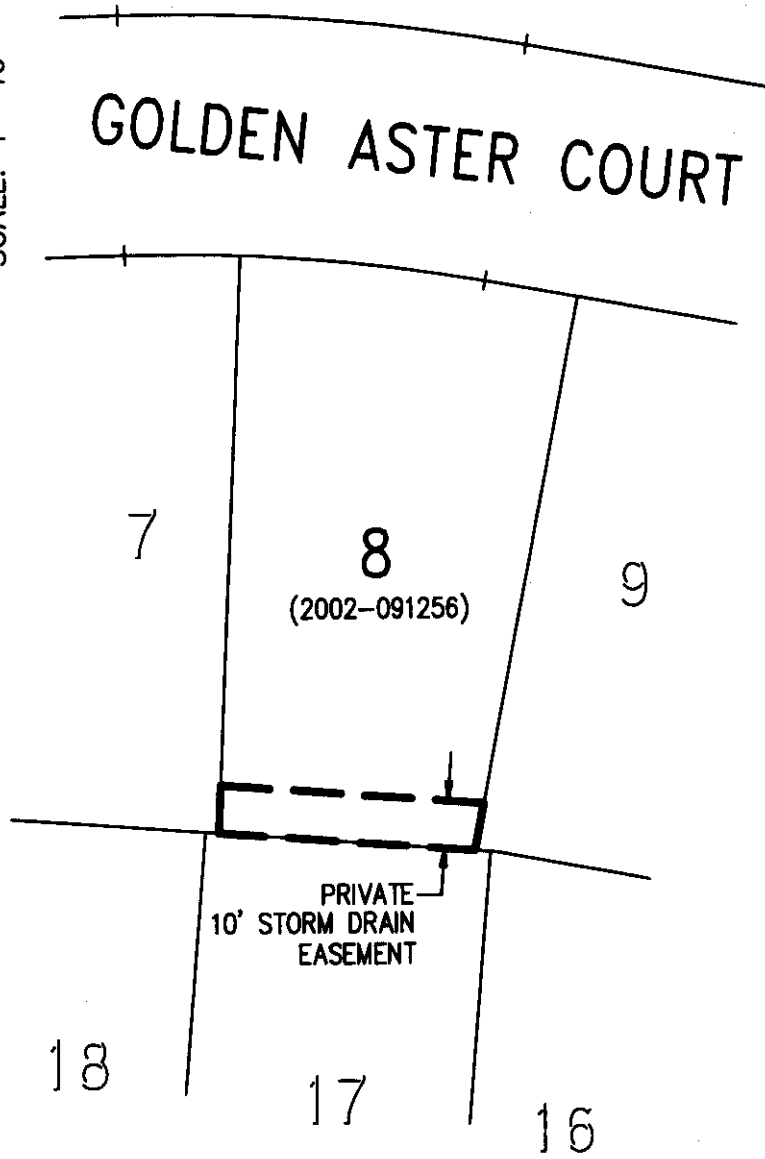 GOLDEN ASTER COURT
7
8
(2002-091256)
9
PRIVATE
10' STORM DRAIN
EASEMENT
18
17
16